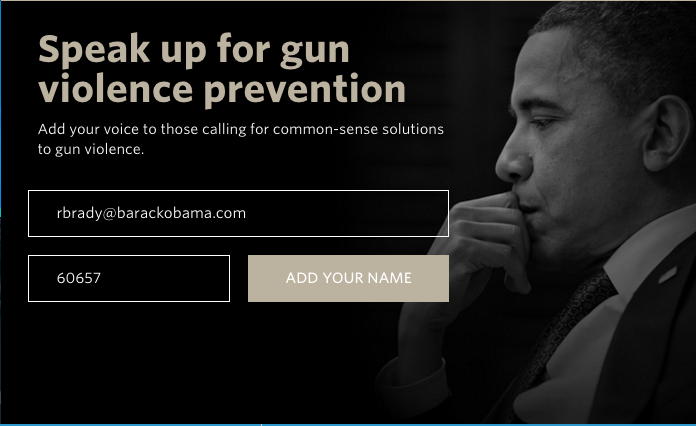 Speak up for gun
violence prevention
Add your voice to those calling for common-sense solutions
to gun violence.
rbrady@barackobama.com
60657
ADD YOUR NAME